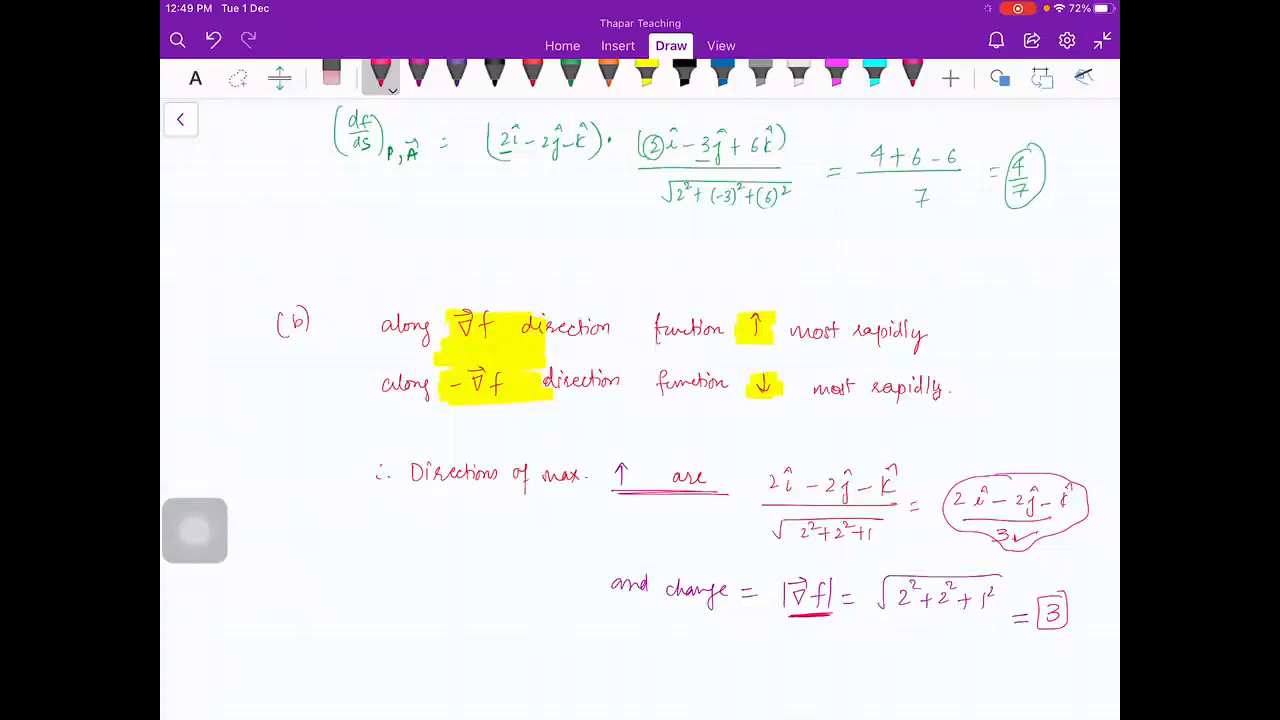 12:49 PM Tue 1 Dec
72%
Thapar Teaching
Home Insert Draw View
A
(df/ds)P,A⃗ = (2î − 2ĵ − k̂) · (2î − 3ĵ + 6k̂)/√(2² + (−3)² + (6)²) = (4 + 6 − 6)/7 = 4/7
(b) along ∇⃗f direction function ↑ most rapidly
along − ∇⃗f direction function ↓ most rapidly.
∴ Directions of max. ↑ are (2î − 2ĵ − k̂)/√(2² + 2² + 1) = (2î − 2ĵ − k̂)/3
and change = |∇⃗f| = √(2² + 2² + 1²) = 3